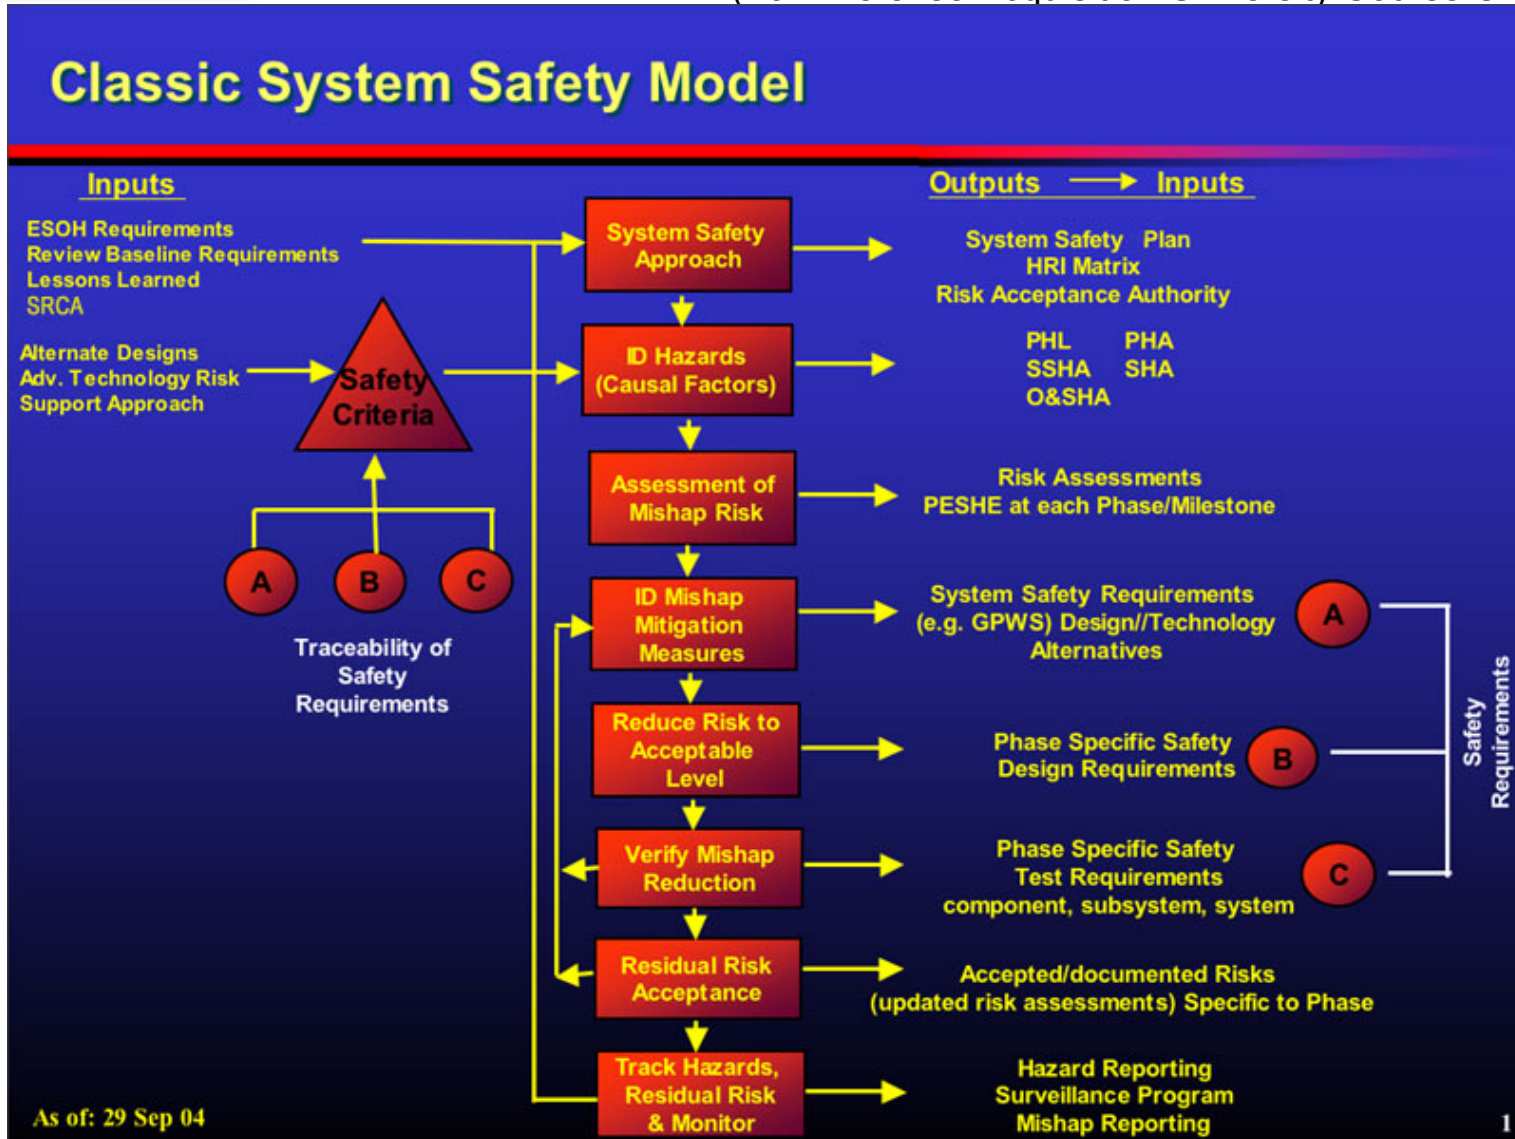 Classic System Safety Model
Inputs
ESOH Requirements
Review Baseline Requirements
Lessons Learned
SRCA
Alternate Designs
Adv. Technology Risk
Support Approach
Safety
Criteria
A
B
C
Traceability of
Safety
Requirements
System Safety
Approach
ID Hazards
(Causal Factors)
Assessment of
Mishap Risk
ID Mishap
Mitigation
Measures
Reduce Risk to
Acceptable
Level
Verify Mishap
Reduction
Residual Risk
Acceptance
Track Hazards,
Residual Risk
& Monitor
Outputs
Inputs
System Safety Plan
HRI Matrix
Risk Acceptance Authority
PHL PHA
SSHA SHA
O&SHA
Risk Assessments
PESHE at each Phase/Milestone
System Safety Requirements
(e.g. GPWS) Design//Technology
Alternatives
A
Phase Specific Safety
Design Requirements
B
Phase Specific Safety
Test Requirements
component, subsystem, system
C
Safety
Requirements
Accepted/documented Risks
(updated risk assessments) Specific to Phase
Hazard Reporting
Surveillance Program
Mishap Reporting
As of: 29 Sep 04
1